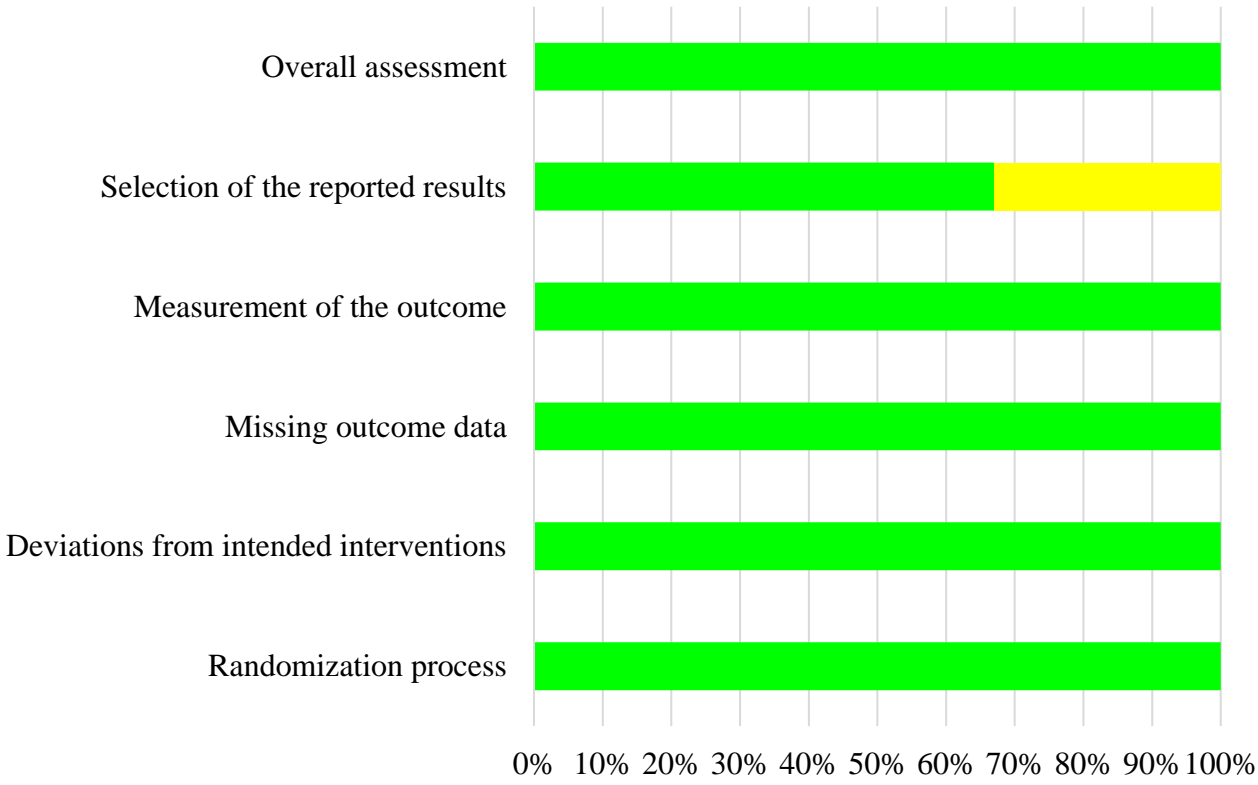 Overall assessment
Selection of the reported results
Measurement of the outcome
Missing outcome data
Deviations from intended interventions
Randomization process
0% 10% 20% 30% 40% 50% 60% 70% 80% 90% 100%